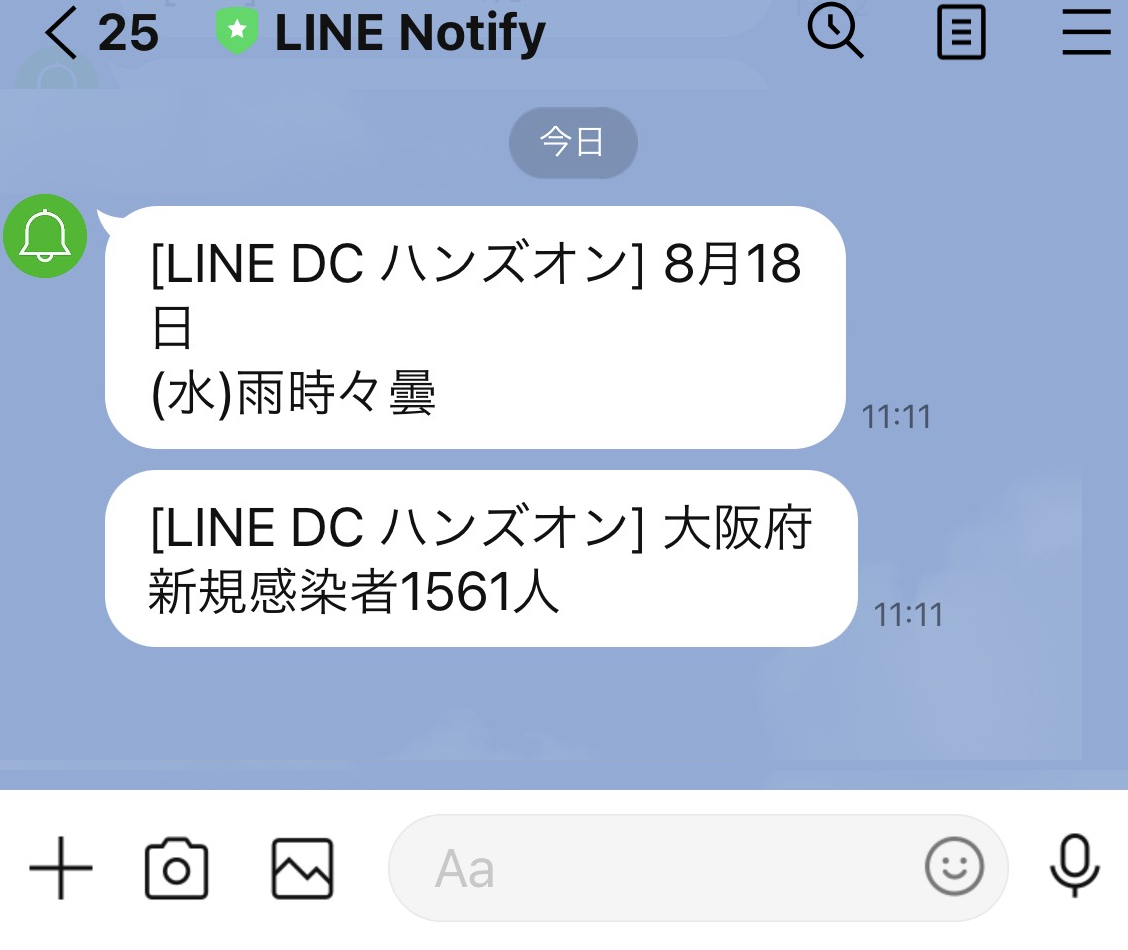 25 LINE Notify
今日
[LINE DC ハンズオン] 8月18
日
(水)雨時々曇
11:11
[LINE DC ハンズオン] 大阪府
新規感染者1561人
11:11
Aa